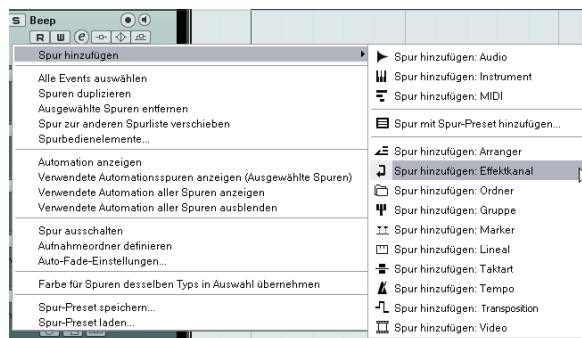 S Beep
R W e
Spur hinzufügen
Alle Events auswählen
Spuren duplizieren
Ausgewählte Spuren entfernen
Spur zur anderen Spurliste verschieben
Spurbedienelemente...
Automation anzeigen
Verwendete Automationsspuren anzeigen (Ausgewählte Spuren)
Verwendete Automation aller Spuren anzeigen
Verwendete Automation aller Spuren ausblenden
Spur ausschalten
Aufnahmeordner definieren
Auto-Fade-Einstellungen...
Farbe für Spuren desselben Typs in Auswahl übernehmen
Spur-Preset speichern...
Spur-Preset laden...
Spur hinzufügen: Audio
Spur hinzufügen: Instrument
Spur hinzufügen: MIDI
Spur mit Spur-Preset hinzufügen...
Spur hinzufügen: Arranger
Spur hinzufügen: Effektkanal
Spur hinzufügen: Ordner
Spur hinzufügen: Gruppe
Spur hinzufügen: Marker
Spur hinzufügen: Lineal
Spur hinzufügen: Taktart
Spur hinzufügen: Tempo
Spur hinzufügen: Transposition
Spur hinzufügen: Video